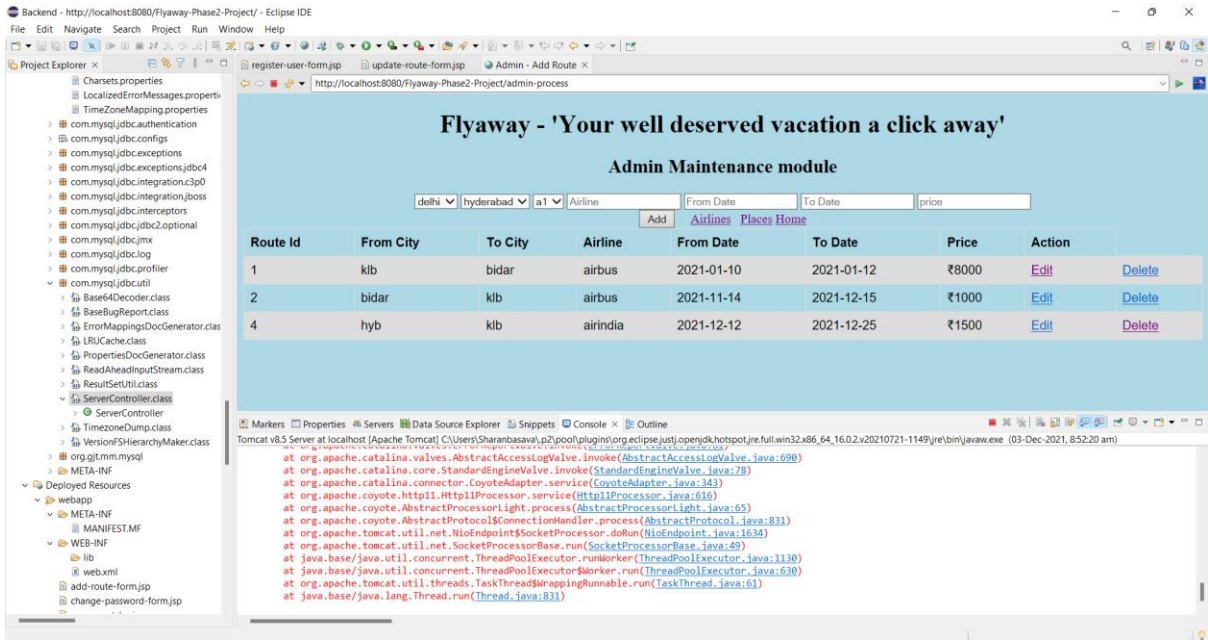 Backend - http://localhost:8080/Flyaway-Phase2-Project/ - Eclipse IDE
File Edit Navigate Search Project Run Window Help
Project Explorer
Charsets.properties
LocalizedErrorMessages.properti
TimeZoneMapping.properties
com.mysql.jdbc.authentication
com.mysql.jdbc.configs
com.mysql.jdbc.exceptions
com.mysql.jdbc.exceptions.jdbc4
com.mysql.jdbc.integration.c3p0
com.mysql.jdbc.integration.jboss
com.mysql.jdbc.interceptors
com.mysql.jdbc.jdbc2.optional
com.mysql.jdbc.jmx
com.mysql.jdbc.log
com.mysql.jdbc.profiler
com.mysql.jdbc.util
Base64Decoder.class
BaseBugReport.class
ErrorMappingsDocGenerator.clas
LRUCache.class
PropertiesDocGenerator.class
ReadAheadInputStream.class
ResultSetUtil.class
ServerController.class
ServerController
TimezoneDump.class
VersionFSHierarchyMaker.class
org.gjt.mm.mysql
META-INF
Deployed Resources
webapp
META-INF
MANIFEST.MF
WEB-INF
lib
web.xml
add-route-form.jsp
change-password-form.jsp
register-user-form.jsp update-route-form.jsp Admin - Add Route
http://localhost:8080/Flyaway-Phase2-Project/admin-process
Flyaway - 'Your well deserved vacation a click away'
Admin Maintenance module
delhi hyderabad a1 Airline From Date To Date price
Add Airlines Places Home
Route Id From City To City Airline From Date To Date Price Action
1 klb bidar airbus 2021-01-10 2021-01-12 ₹8000 Edit Delete
2 bidar klb airbus 2021-11-14 2021-12-15 ₹1000 Edit Delete
4 hyb klb airindia 2021-12-12 2021-12-25 ₹1500 Edit Delete
Markers Properties Servers Data Source Explorer Snippets Console Outline
Tomcat v8.5 Server at localhost [Apache Tomcat] C:\Users\Sharanbasava\.p2\pool\plugins\org.eclipse.justj.openjdk.hotspot.jre.full.win32.x86_64_16.0.2.v20210721-1149\jre\bin\javaw.exe (03-Dec-2021, 8:52:20 am)
at org.apache.catalina.valves.AbstractAccessLogValve.invoke(AbstractAccessLogValve.java:690)
at org.apache.catalina.core.StandardEngineValve.invoke(StandardEngineValve.java:78)
at org.apache.catalina.connector.CoyoteAdapter.service(CoyoteAdapter.java:343)
at org.apache.coyote.http11.Http11Processor.service(Http11Processor.java:616)
at org.apache.coyote.AbstractProcessorLight.process(AbstractProcessorLight.java:65)
at org.apache.coyote.AbstractProtocol$ConnectionHandler.process(AbstractProtocol.java:831)
at org.apache.tomcat.util.net.NioEndpoint$SocketProcessor.doRun(NioEndpoint.java:1634)
at org.apache.tomcat.util.net.SocketProcessorBase.run(SocketProcessorBase.java:49)
at java.base/java.util.concurrent.ThreadPoolExecutor.runWorker(ThreadPoolExecutor.java:1130)
at java.base/java.util.concurrent.ThreadPoolExecutor$Worker.run(ThreadPoolExecutor.java:630)
at org.apache.tomcat.util.threads.TaskThread$WrappingRunnable.run(TaskThread.java:61)
at java.base/java.lang.Thread.run(Thread.java:831)